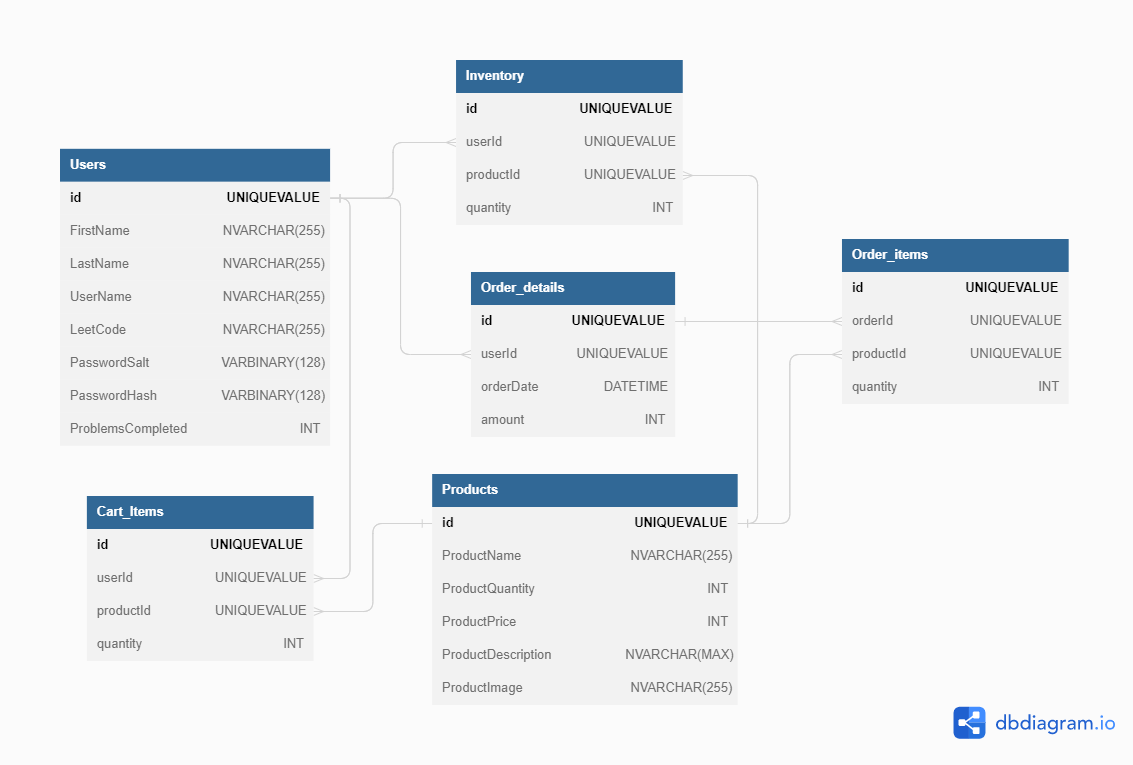 Inventory
id UNIQUEVALUE
userId UNIQUEVALUE
productId UNIQUEVALUE
quantity INT
Users
id UNIQUEVALUE
FirstName NVARCHAR(255)
LastName NVARCHAR(255)
UserName NVARCHAR(255)
LeetCode NVARCHAR(255)
PasswordSalt VARBINARY(128)
PasswordHash VARBINARY(128)
ProblemsCompleted INT
Order_details
id UNIQUEVALUE
userId UNIQUEVALUE
orderDate DATETIME
amount INT
Order_items
id UNIQUEVALUE
orderId UNIQUEVALUE
productId UNIQUEVALUE
quantity INT
Cart_Items
id UNIQUEVALUE
userId UNIQUEVALUE
productId UNIQUEVALUE
quantity INT
Products
id UNIQUEVALUE
ProductName NVARCHAR(255)
ProductQuantity INT
ProductPrice INT
ProductDescription NVARCHAR(MAX)
ProductImage NVARCHAR(255)
dbdiagram.io